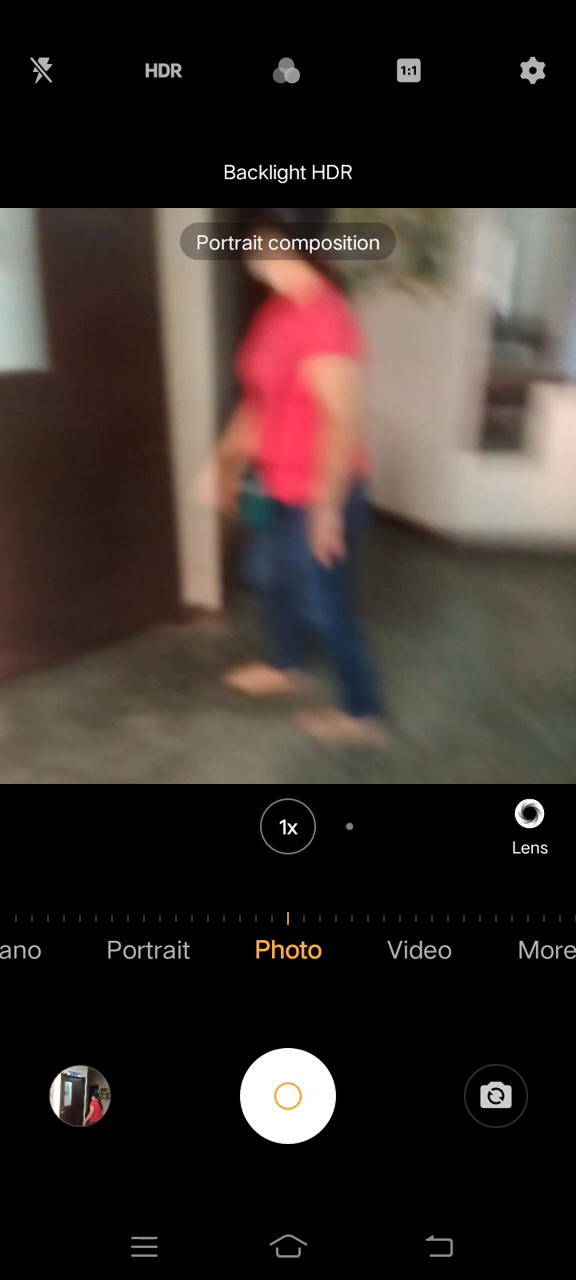 HDR
1:1
Backlight HDR
Portrait composition
1x
Lens
ano
Portrait
Photo
Video
More